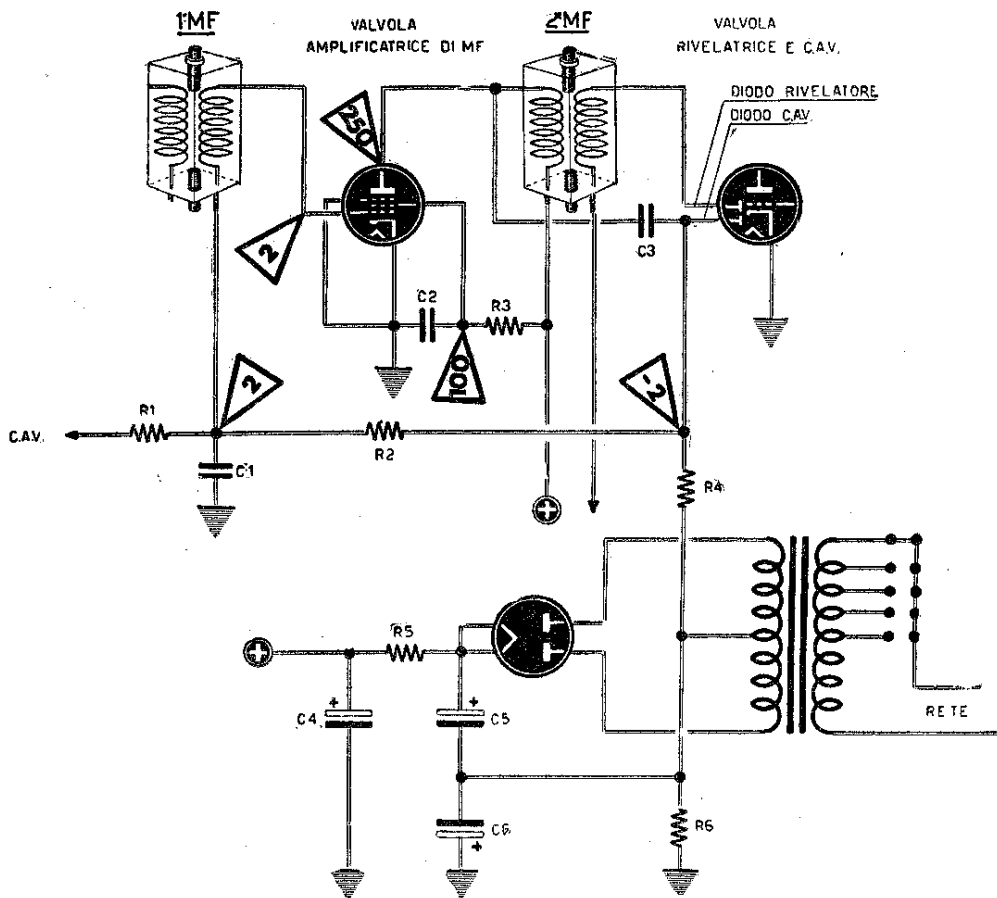 1ªMF
VALVOLA
AMPLIFICATRICE DI MF
2ªMF
VALVOLA
RIVELATRICE E C.A.V.
DIODO RIVELATORE
DIODO C.A.V.
250
2
C3
C2
R3
100
2
-2
R1
C.A.V.
R2
C1
R4
+
R5
+
C4
+
C5
+
C6
R6
RETE
+